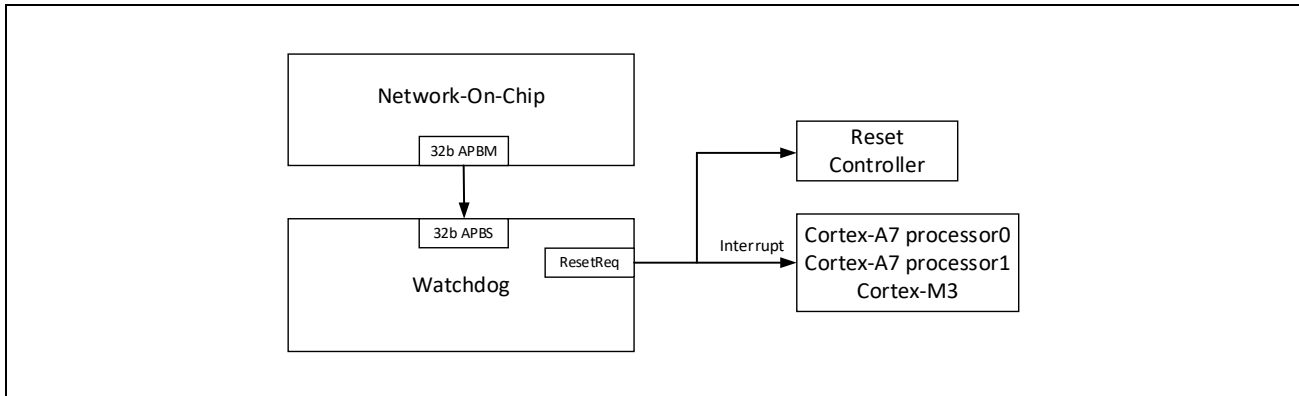 Network-On-Chip
32b APBM
Reset
Controller
32b APBS
Interrupt
Cortex-A7 processor0
Cortex-A7 processor1
Cortex-M3
ResetReq
Watchdog